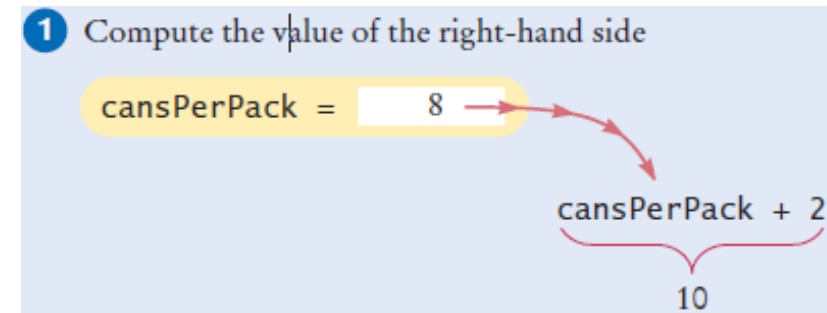 1 Compute the value of the right-hand side
cansPerPack = 8
cansPerPack + 2
10